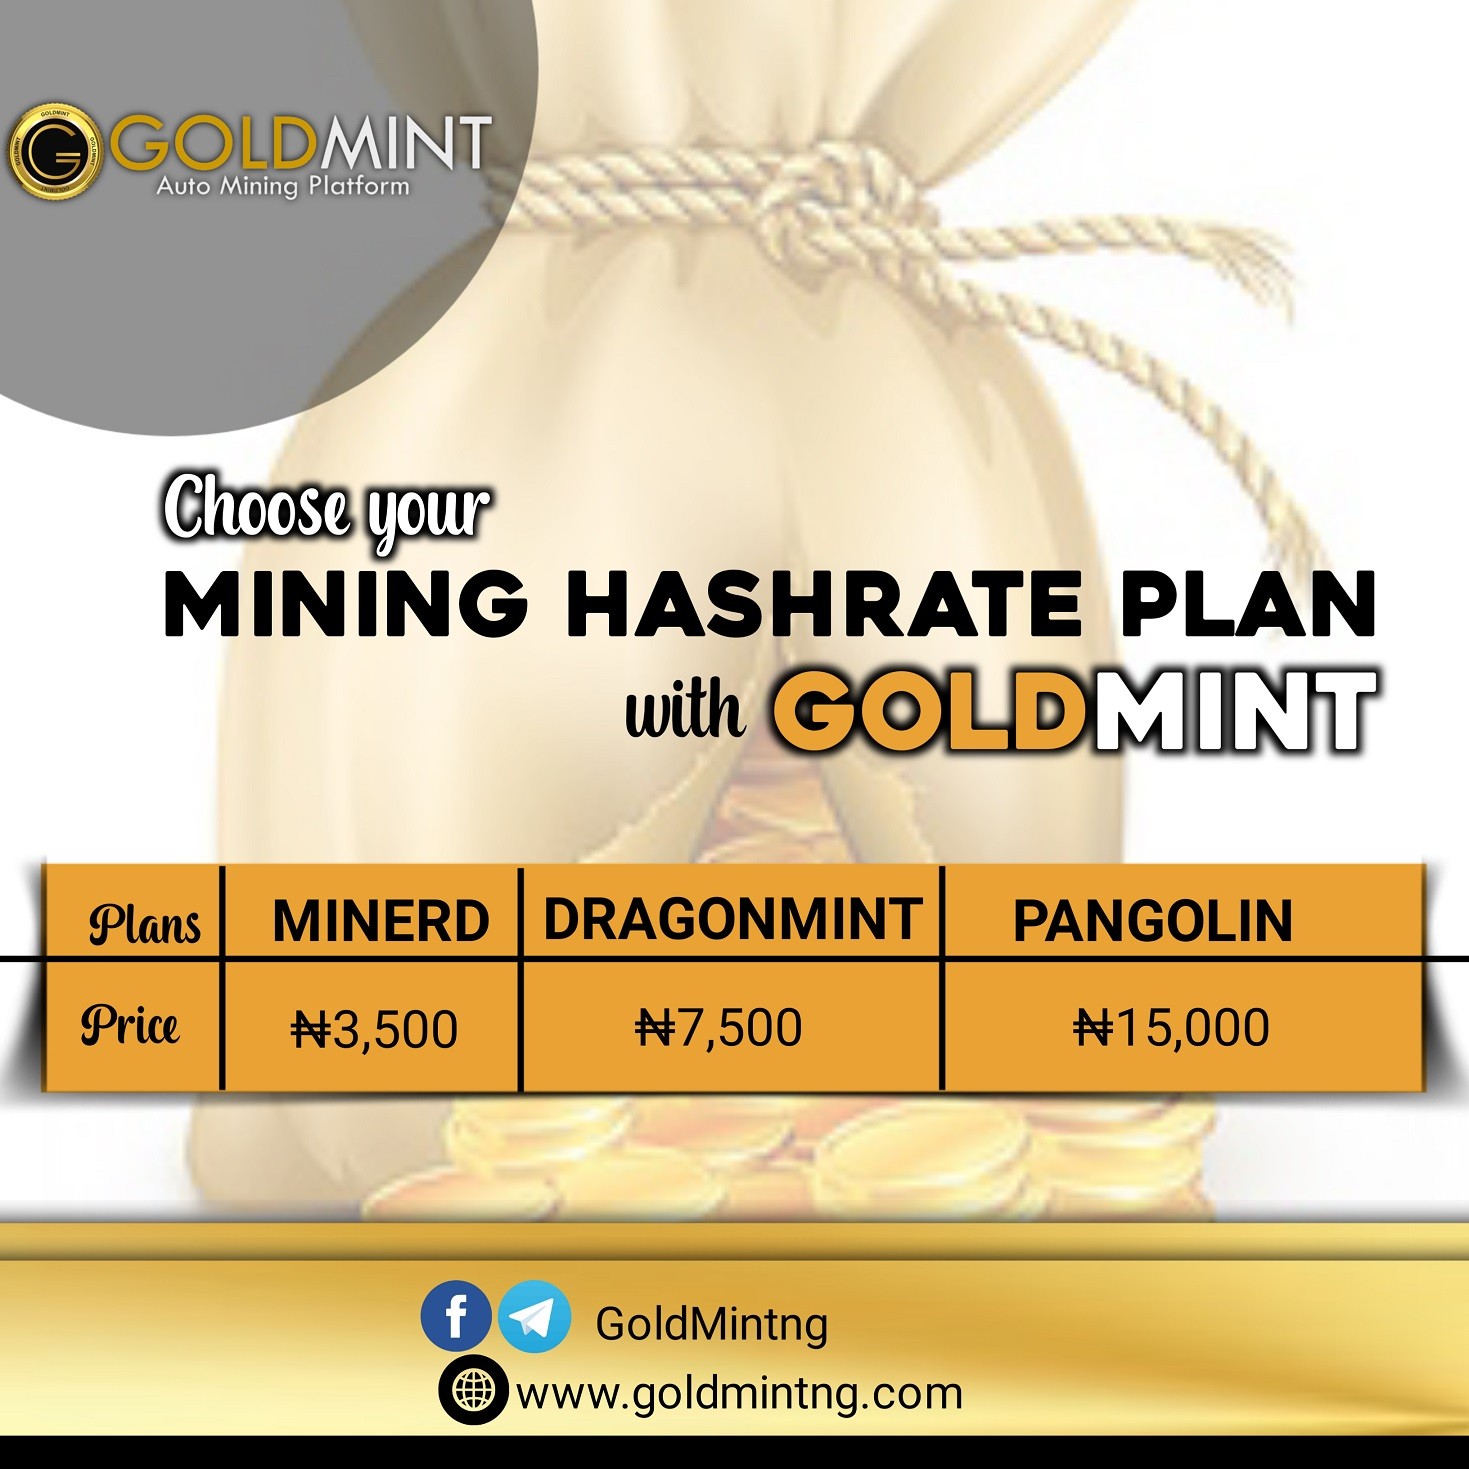 GOLDMINT
Auto Mining Platform
Choose your
MINING HASHRATE PLAN
with GOLDMINT
Plans MINERD DRAGONMINT PANGOLIN
Price ₦3,500 ₦7,500 ₦15,000
GoldMintng
www.goldmintng.com